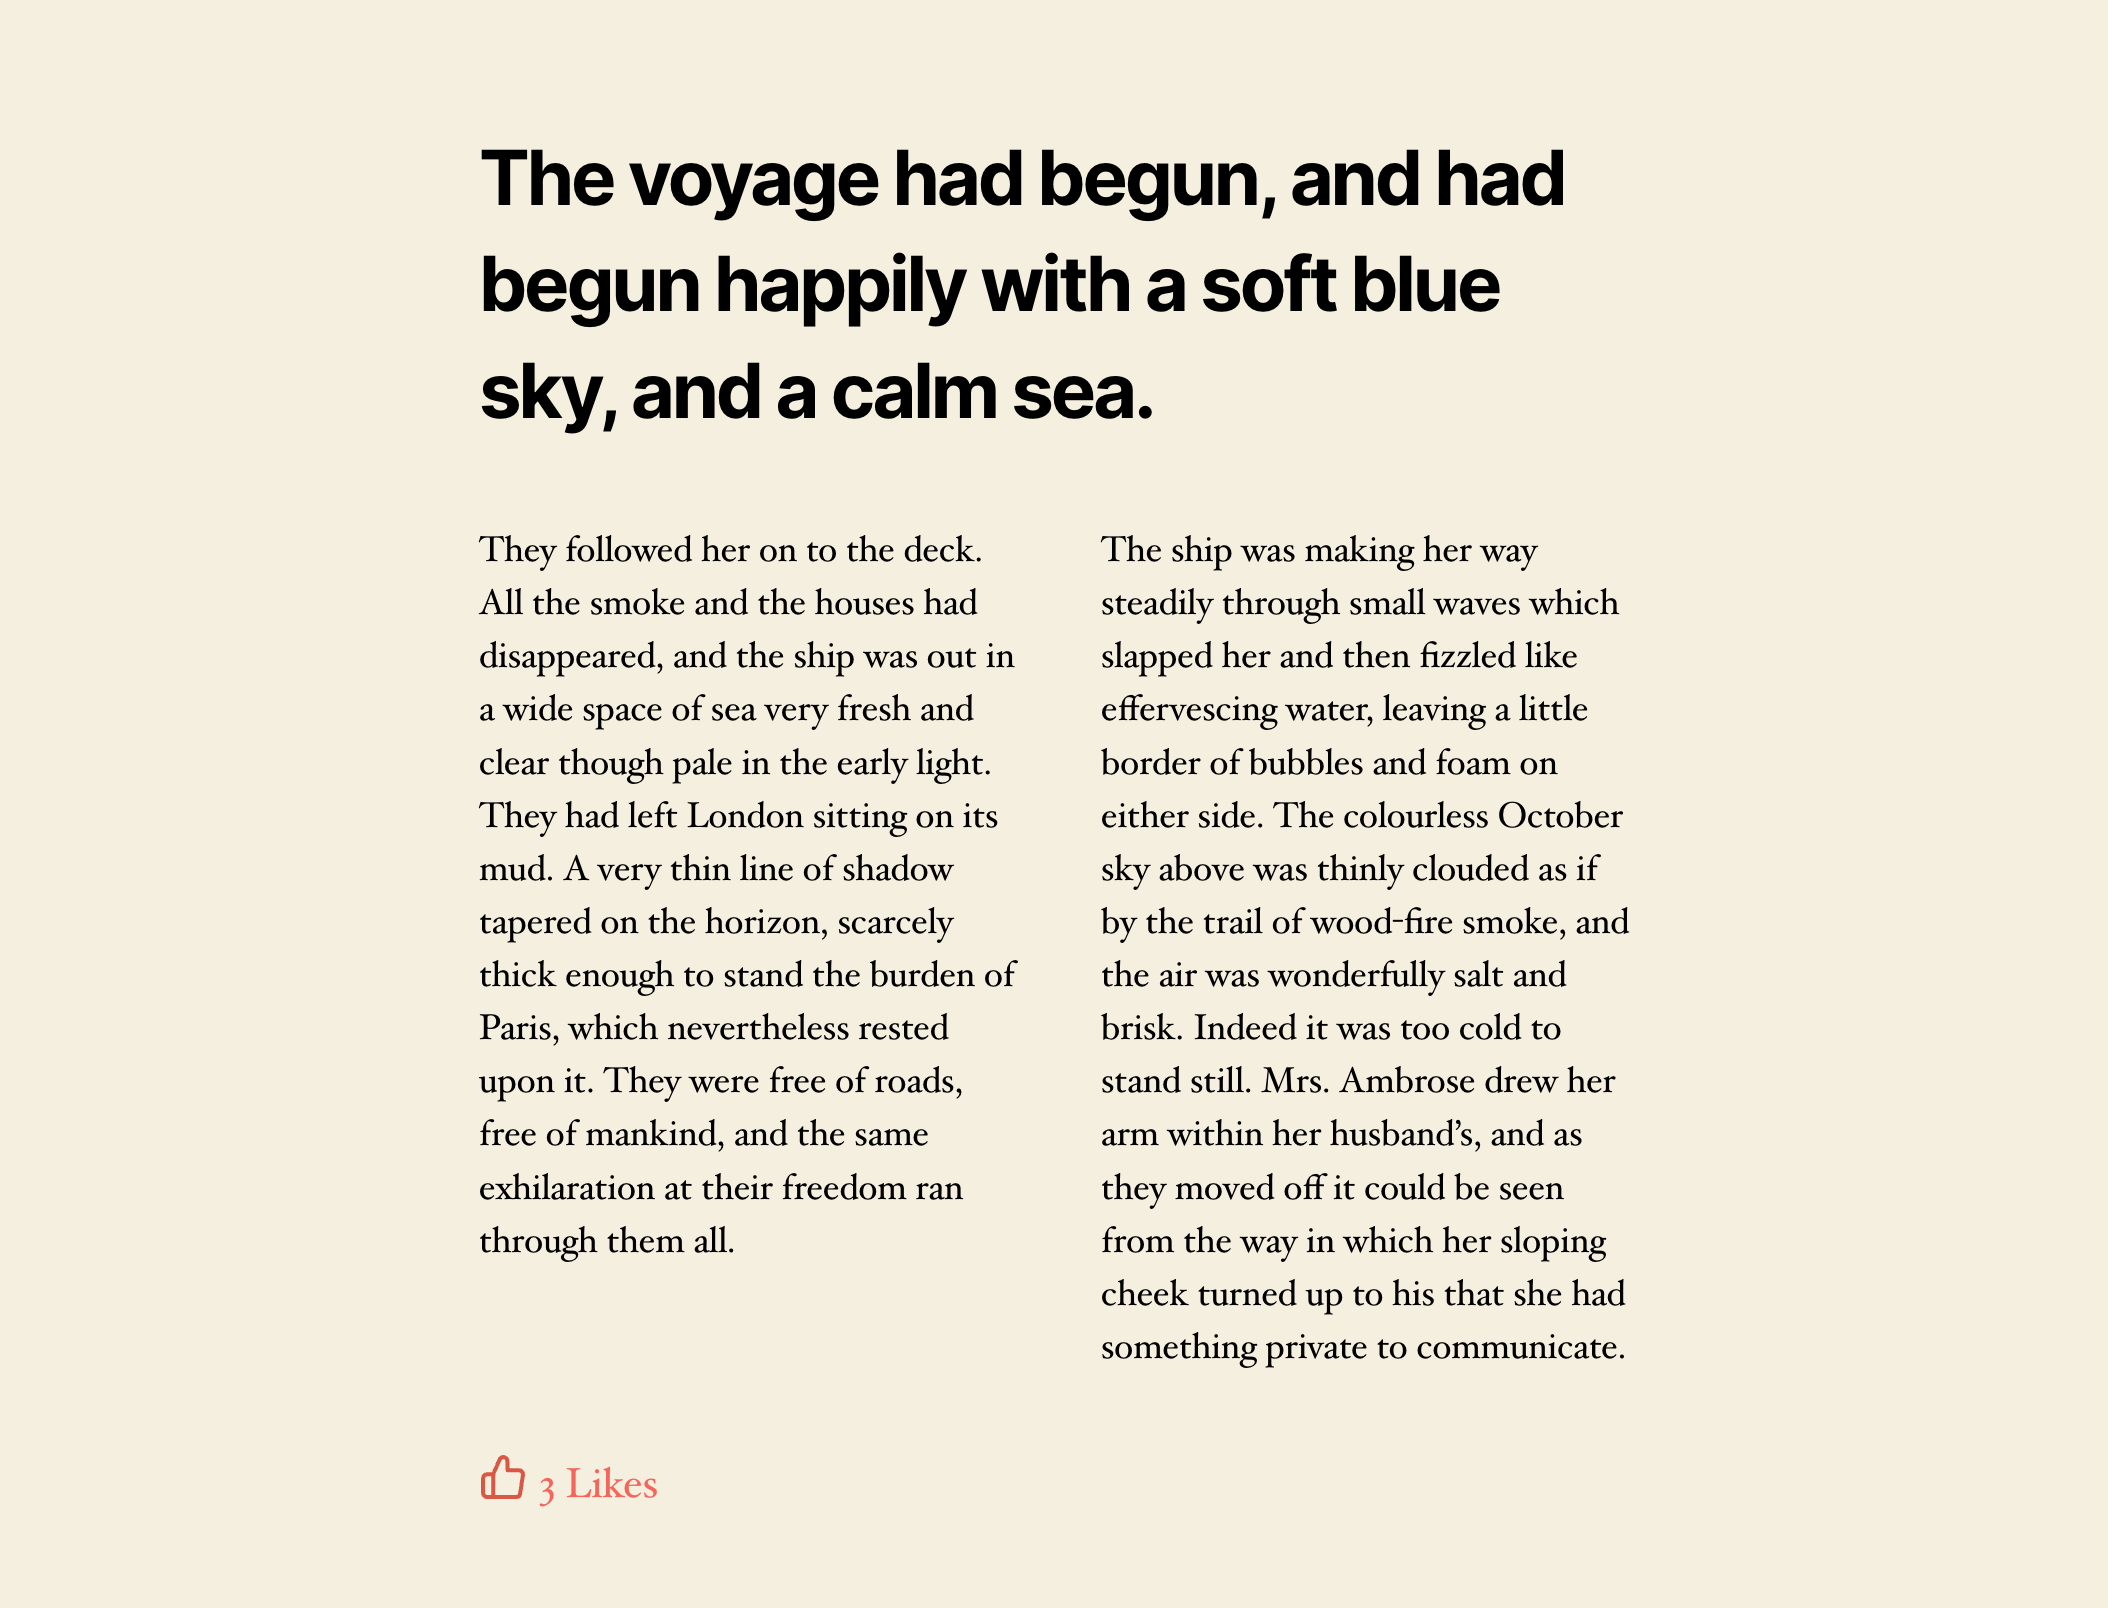 The voyage had begun, and had
begun happily with a soft blue
sky, and a calm sea.
They followed her on to the deck.
All the smoke and the houses had
disappeared, and the ship was out in
a wide space of sea very fresh and
clear though pale in the early light.
They had left London sitting on its
mud. A very thin line of shadow
tapered on the horizon, scarcely
thick enough to stand the burden of
Paris, which nevertheless rested
upon it. They were free of roads,
free of mankind, and the same
exhilaration at their freedom ran
through them all.
The ship was making her way
steadily through small waves which
slapped her and then fizzled like
effervescing water, leaving a little
border of bubbles and foam on
either side. The colourless October
sky above was thinly clouded as if
by the trail of wood-fire smoke, and
the air was wonderfully salt and
brisk. Indeed it was too cold to
stand still. Mrs. Ambrose drew her
arm within her husband’s, and as
they moved off it could be seen
from the way in which her sloping
cheek turned up to his that she had
something private to communicate.
3 Likes